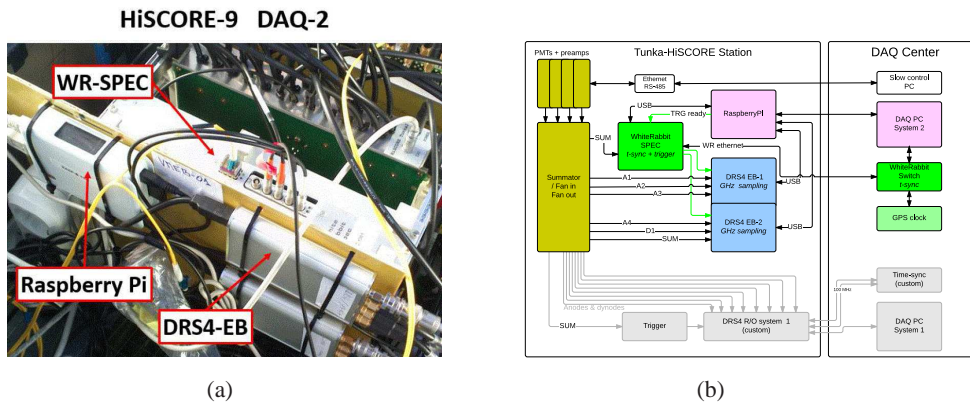 HiSCORE-9 DAQ-2
WR-SPEC
Raspberry Pi
DRS4-EB
(a)
Tunka-HiSCORE Station
PMTs + preamps
Ethernet
RS-485
USB
TRG ready
RaspberryPI
SUM
WhiteRabbit
SPEC
t-sync + trigger
WR ethernet
Summator
/ Fan in
Fan out
A1
A2
A3
DRS4 EB-1
GHz sampling
USB
A4
D1
SUM
DRS4 EB-2
GHz sampling
USB
Anodes & dynodes
SUM
Trigger
DRS4 R/O system 1
(custom)
100 MHz
DAQ Center
Slow control
PC
DAQ PC
System 2
WhiteRabbit
Switch
t-sync
GPS clock
Time-sync
(custom)
DAQ PC
System 1
(b)